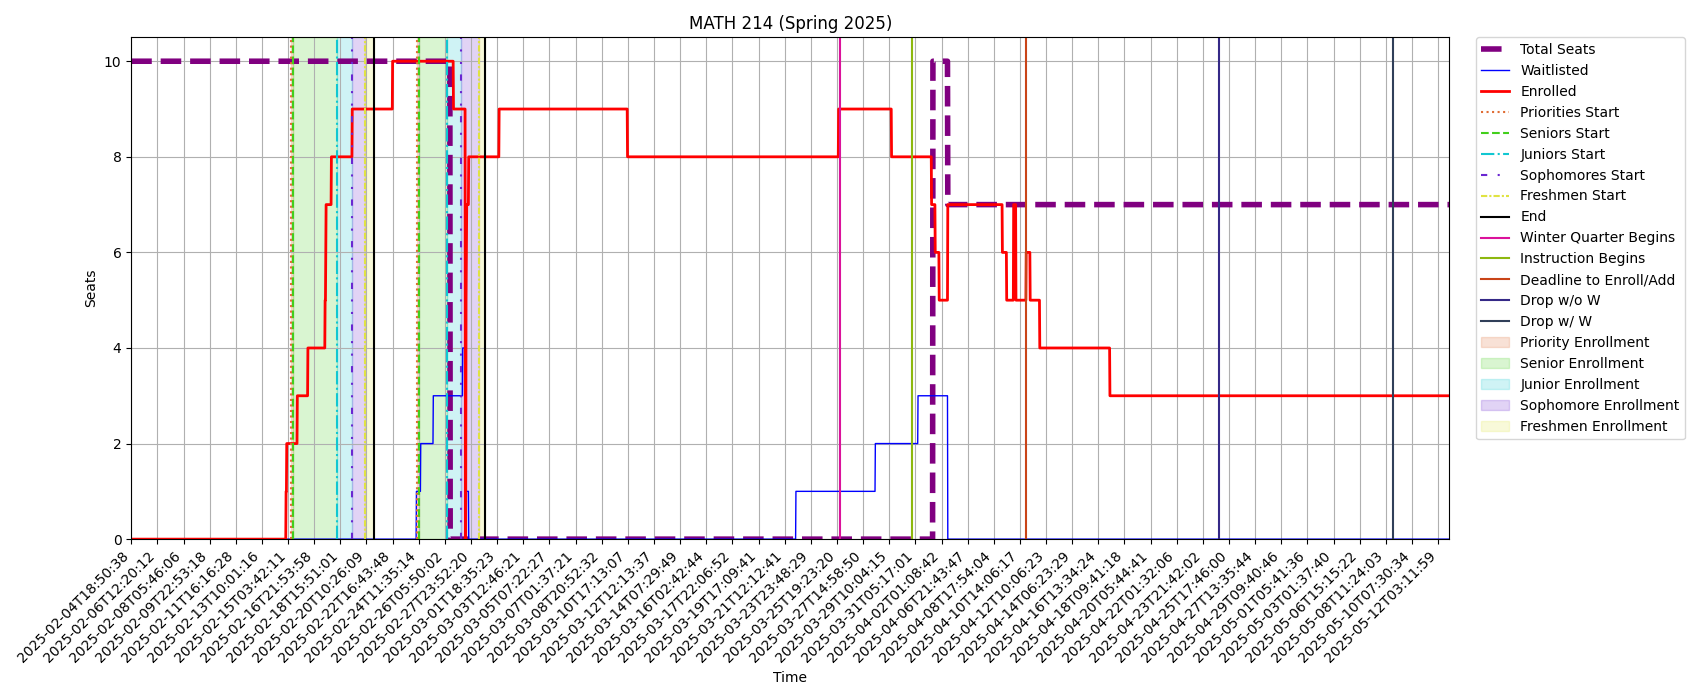 MATH 214 (Spring 2025)
10
8
6
4
2
0
Seats
2025-02-04T18:50:38
2025-02-06T12:20:12
2025-02-08T05:46:06
2025-02-09T22:53:18
2025-02-11T16:16:28
2025-02-13T10:01:16
2025-02-15T03:42:11
2025-02-16T21:53:58
2025-02-18T15:51:01
2025-02-20T10:26:09
2025-02-22T16:43:48
2025-02-24T11:35:14
2025-02-26T05:50:02
2025-02-27T23:52:20
2025-03-01T18:35:23
2025-03-03T12:46:21
2025-03-05T07:22:27
2025-03-07T01:37:21
2025-03-08T20:52:32
2025-03-10T17:13:07
2025-03-12T12:13:37
2025-03-14T07:29:49
2025-03-16T02:42:44
2025-03-17T22:06:52
2025-03-19T17:09:41
2025-03-21T12:12:41
2025-03-23T23:48:29
2025-03-25T19:23:20
2025-03-27T14:58:50
2025-03-29T10:04:15
2025-03-31T05:17:01
2025-04-02T01:08:42
2025-04-06T21:43:47
2025-04-08T17:54:04
2025-04-10T14:06:17
2025-04-12T10:06:23
2025-04-14T06:23:29
2025-04-16T13:34:24
2025-04-18T09:41:18
2025-04-20T05:44:41
2025-04-22T01:32:06
2025-04-23T21:42:02
2025-04-25T17:46:00
2025-04-27T13:35:44
2025-04-29T09:40:46
2025-05-01T05:41:36
2025-05-03T01:37:40
2025-05-06T15:15:22
2025-05-08T11:24:03
2025-05-10T07:30:34
2025-05-12T03:11:59
Time
Total Seats
Waitlisted
Enrolled
Priorities Start
Seniors Start
Juniors Start
Sophomores Start
Freshmen Start
End
Winter Quarter Begins
Instruction Begins
Deadline to Enroll/Add
Drop w/o W
Drop w/ W
Priority Enrollment
Senior Enrollment
Junior Enrollment
Sophomore Enrollment
Freshmen Enrollment